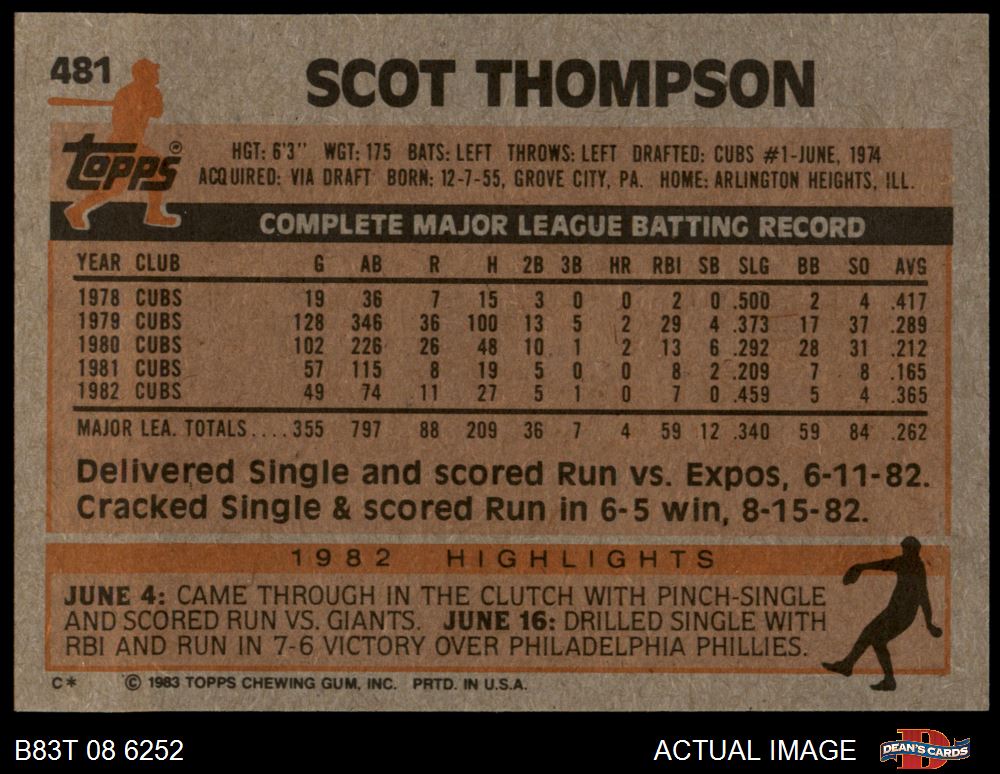 481
SCOT THOMPSON
Topps®
HGT: 6'3" WGT: 175 BATS: LEFT THROWS: LEFT DRAFTED: CUBS #1-JUNE, 1974
ACQUIRED: VIA DRAFT BORN: 12-7-55, GROVE CITY, PA. HOME: ARLINGTON HEIGHTS, ILL.
COMPLETE MAJOR LEAGUE BATTING RECORD
YEAR CLUB G AB R H 2B 3B HR RBI SB SLG BB SO AVG
1978 CUBS 19 36 7 15 3 0 0 2 0 .500 2 4 .417
1979 CUBS 128 346 36 100 13 5 2 29 4 .373 17 37 .289
1980 CUBS 102 226 26 48 10 1 2 13 6 .292 28 31 .212
1981 CUBS 57 115 8 19 5 0 0 8 2 .209 7 8 .165
1982 CUBS 49 74 11 27 5 1 0 7 0 .459 5 4 .365
MAJOR LEA. TOTALS.... 355 797 88 209 36 7 4 59 12 .340 59 84 .262
Delivered Single and scored Run vs. Expos, 6-11-82.
Cracked Single & scored Run in 6-5 win, 8-15-82.
1982 HIGHLIGHTS
JUNE 4: CAME THROUGH IN THE CLUTCH WITH PINCH-SINGLE
AND SCORED RUN VS. GIANTS. JUNE 16: DRILLED SINGLE WITH
RBI AND RUN IN 7-6 VICTORY OVER PHILADELPHIA PHILLIES.
C* © 1983 TOPPS CHEWING GUM, INC. PRTD. IN U.S.A.
B83T 08 6252 ACTUAL IMAGE DEAN'S CARDS